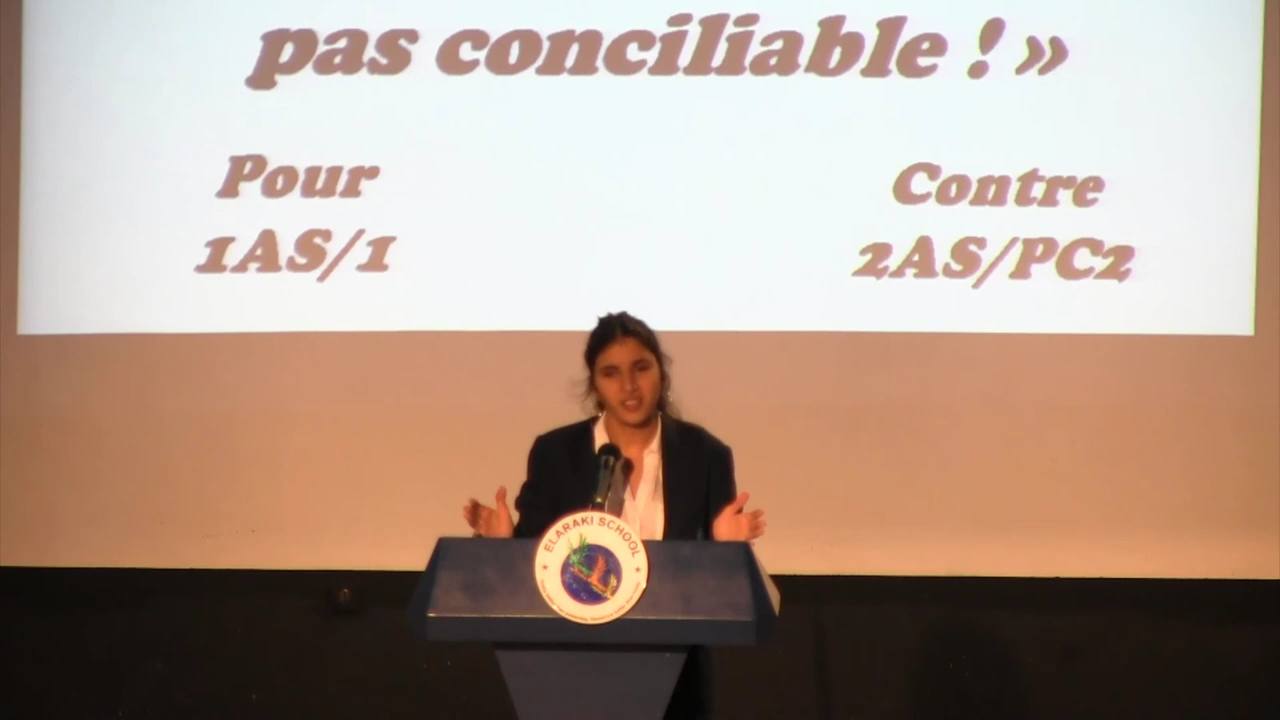 pas conciliable ! »
Pour
1AS/1
Contre
2AS/PC2
ELARAKI SCHOOL